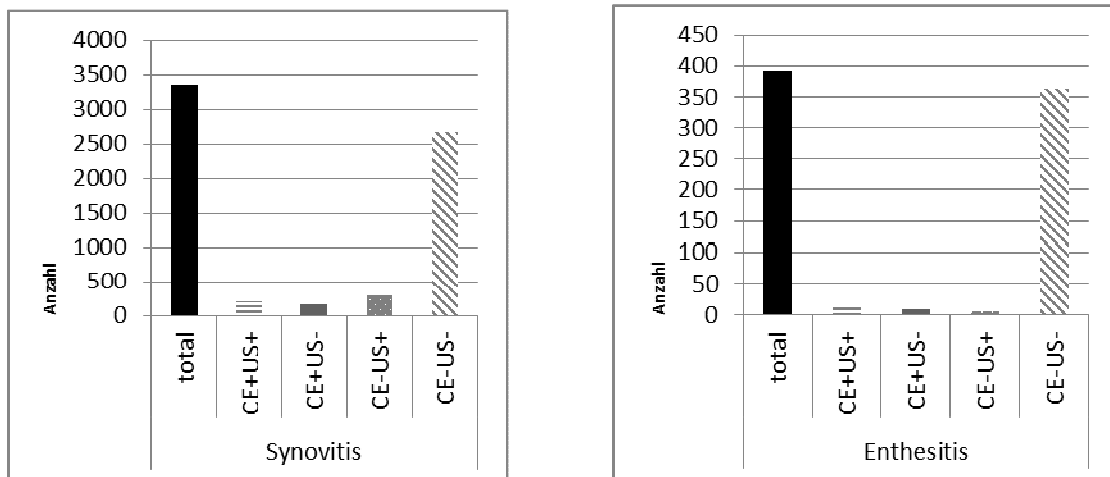 4000
3500
3000
2500
2000
1500
1000
500
0
Anzahl
total
CE+US+
CE+US-
CE-US+
CE-US-
Synovitis
450
400
350
300
250
200
150
100
50
0
Anzahl
total
CE+US+
CE+US-
CE-US+
CE-US-
Enthesitis